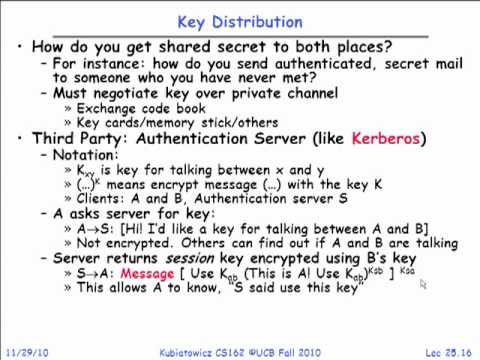 Key Distribution
• How do you get shared secret to both places?
– For instance: how do you send authenticated, secret mail
to someone who you have never met?
– Must negotiate key over private channel
» Exchange code book
» Key cards/memory stick/others
• Third Party: Authentication Server (like Kerberos)
– Notation:
» Kxy is key for talking between x and y
» (…)K means encrypt message (…) with the key K
» Clients: A and B, Authentication server S
– A asks server for key:
» A→S: [Hi! I'd like a key for talking between A and B]
» Not encrypted. Others can find out if A and B are talking
– Server returns session key encrypted using B's key
» S→A: Message [ Use Kab (This is A! Use Kab)Ksb ] Ksa
» This allows A to know, "S said use this key"
11/29/10 Kubiatowicz CS162 ©UCB Fall 2010 Lec 25.16